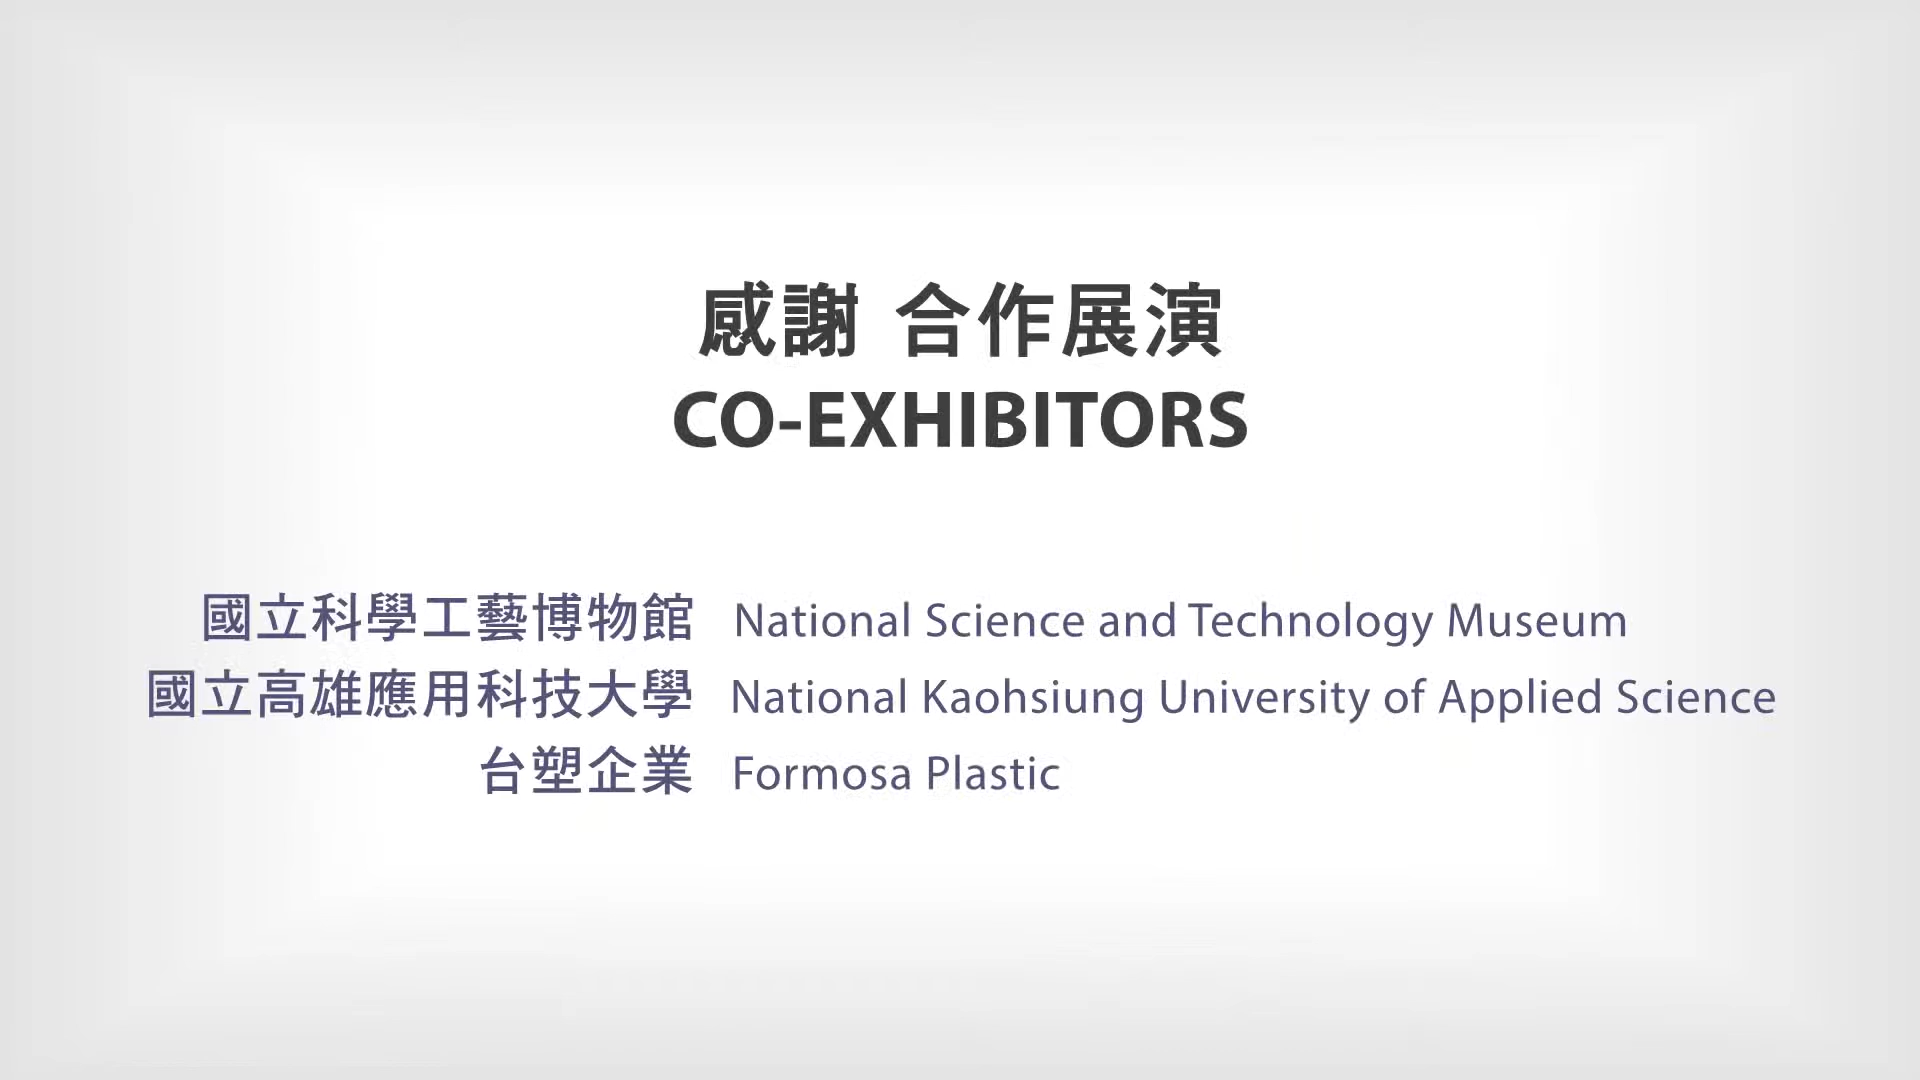 感謝 合作展演
CO-EXHIBITORS
國立科學工藝博物館 National Science and Technology Museum
國立高雄應用科技大學 National Kaohsiung University of Applied Science
台塑企業 Formosa Plastic